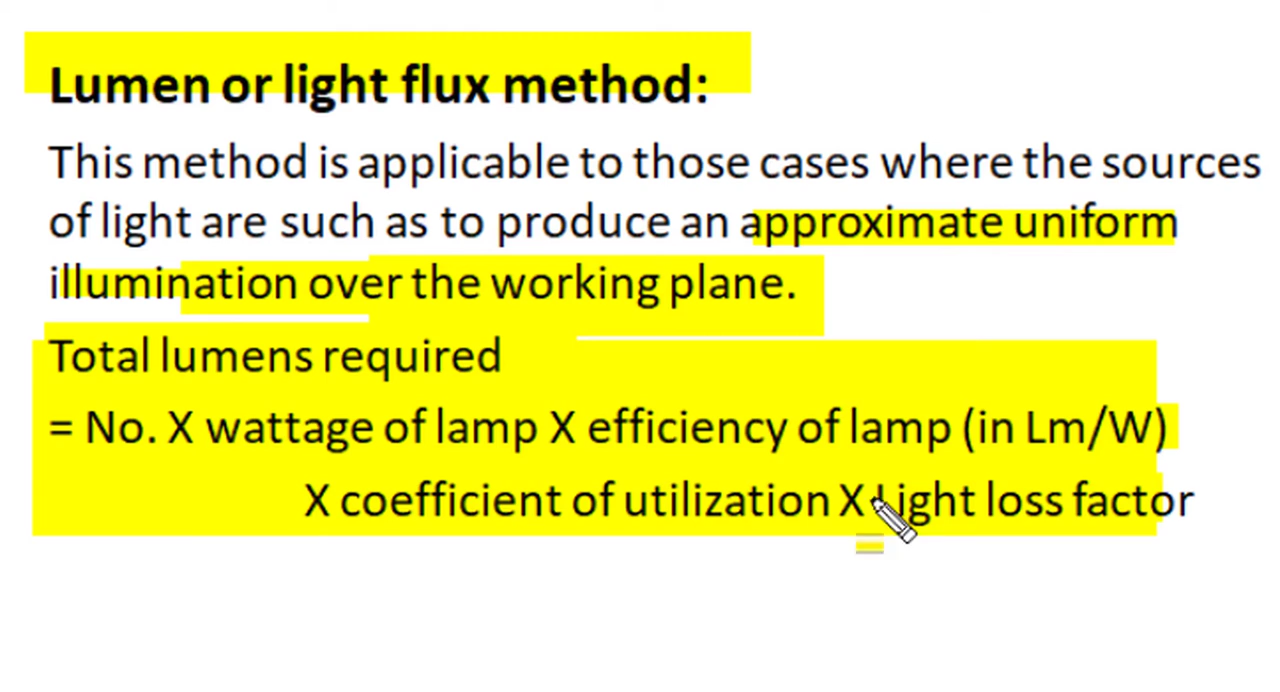 Lumen or light flux method:
This method is applicable to those cases where the sources
of light are such as to produce an approximate uniform
illumination over the working plane.
Total lumens required
= No. X wattage of lamp X efficiency of lamp (in Lm/W)
X coefficient of utilization X Light loss factor